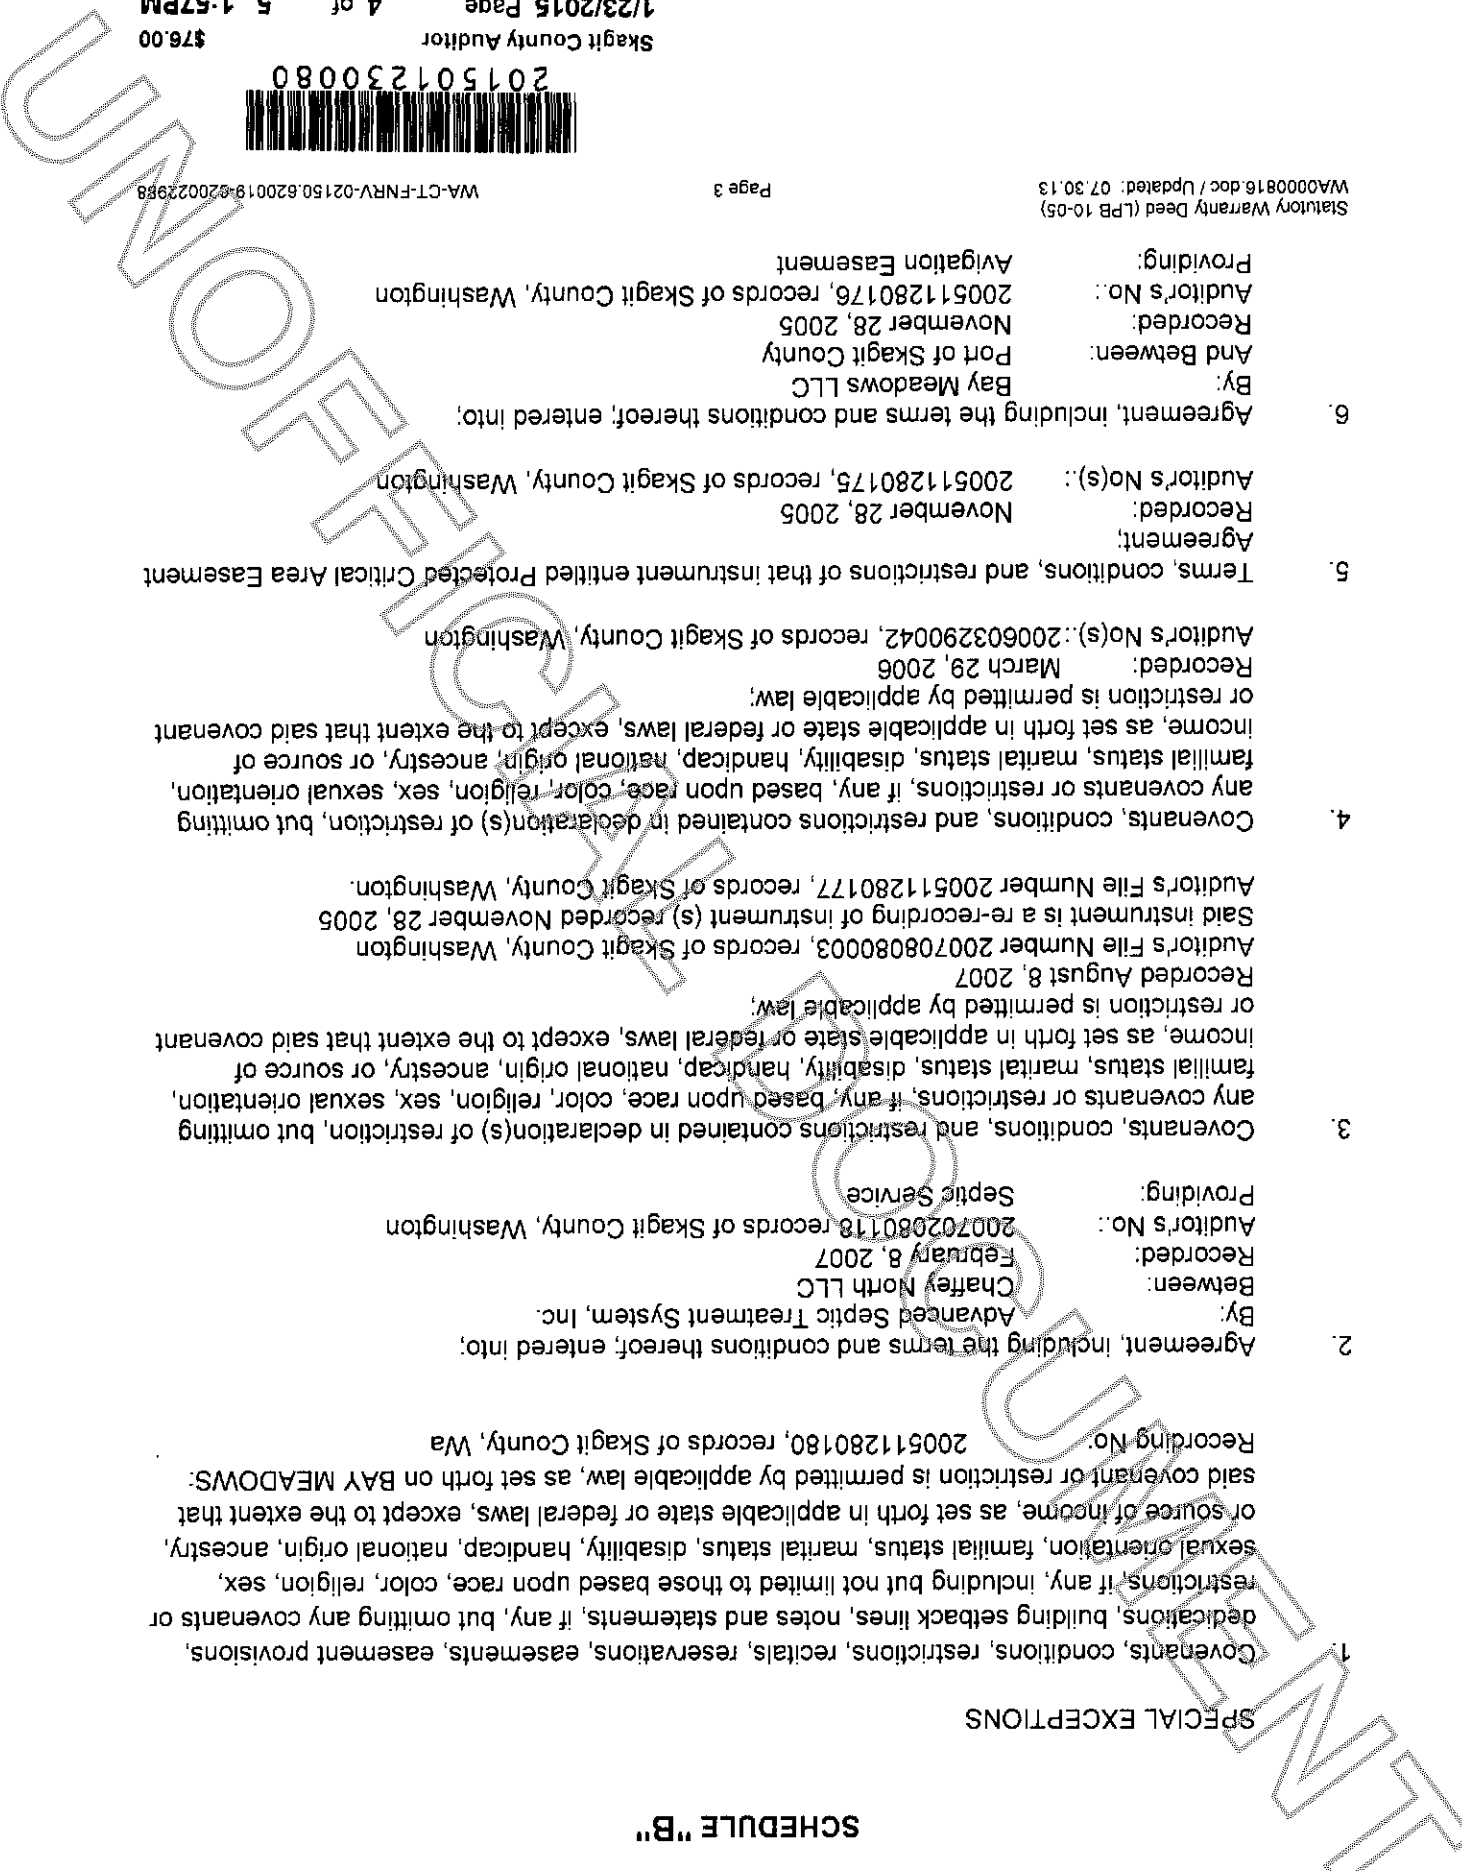 SCHEDULE "B"
SPECIAL EXCEPTIONS
1. Covenants, conditions, restrictions, recitals, reservations, easements, easement provisions,
dedications, building setback lines, notes and statements, if any, but omitting any covenants or
restrictions, if any, including but not limited to those based upon race, color, religion, sex,
sexual orientation, familial status, marital status, disability, handicap, national origin, ancestry,
or source of income, as set forth in applicable state or federal laws, except to the extent that
said covenant or restriction is permitted by applicable law, as set forth on BAY MEADOWS:
Recording No: 200511280180, records of Skagit County, Wa
2. Agreement, including the terms and conditions thereof; entered into;
By: Advanced Septic Treatment System, Inc.
Between: Chaffey North LLC
Recorded: February 8, 2007
Auditor's No.: 200702080118 records of Skagit County, Washington
Providing: Septic Service
3. Covenants, conditions, and restrictions contained in declaration(s) of restriction, but omitting
any covenants or restrictions, if any, based upon race, color, religion, sex, sexual orientation,
familial status, marital status, disability, handicap, national origin, ancestry, or source of
income, as set forth in applicable state or federal laws, except to the extent that said covenant
or restriction is permitted by applicable law;
Recorded August 8, 2007
Auditor's File Number 200708080003, records of Skagit County, Washington
Said instrument is a re-recording of instrument (s) recorded November 28, 2005
Auditor's File Number 200511280177, records of Skagit County, Washington.
4. Covenants, conditions, and restrictions contained in declaration(s) of restriction, but omitting
any covenants or restrictions, if any, based upon race, color, religion, sex, sexual orientation,
familial status, marital status, disability, handicap, national origin, ancestry, or source of
income, as set forth in applicable state or federal laws, except to the extent that said covenant
or restriction is permitted by applicable law;
Recorded: March 29, 2006
Auditor's No(s).:200603290042, records of Skagit County, Washington
5. Terms, conditions, and restrictions of that instrument entitled Protected Critical Area Easement
Agreement;
Recorded: November 28, 2005
Auditor's No(s).: 200511280175, records of Skagit County, Washington
6. Agreement, including the terms and conditions thereof; entered into;
By: Bay Meadows LLC
And Between: Port of Skagit County
Recorded: November 28, 2005
Auditor's No.: 200511280176, records of Skagit County, Washington
Providing: Avigation Easement
Statutory Warranty Deed (LPB 10-05)
WA0000816.doc / Updated: 07.30.13 Page 3 WA-CT-FNRV-02150.620019-620022988
201501230080
Skagit County Auditor $76.00
1/23/2015 Page 4 of 5 1:57PM
UNOFFICIAL DOCUMENT